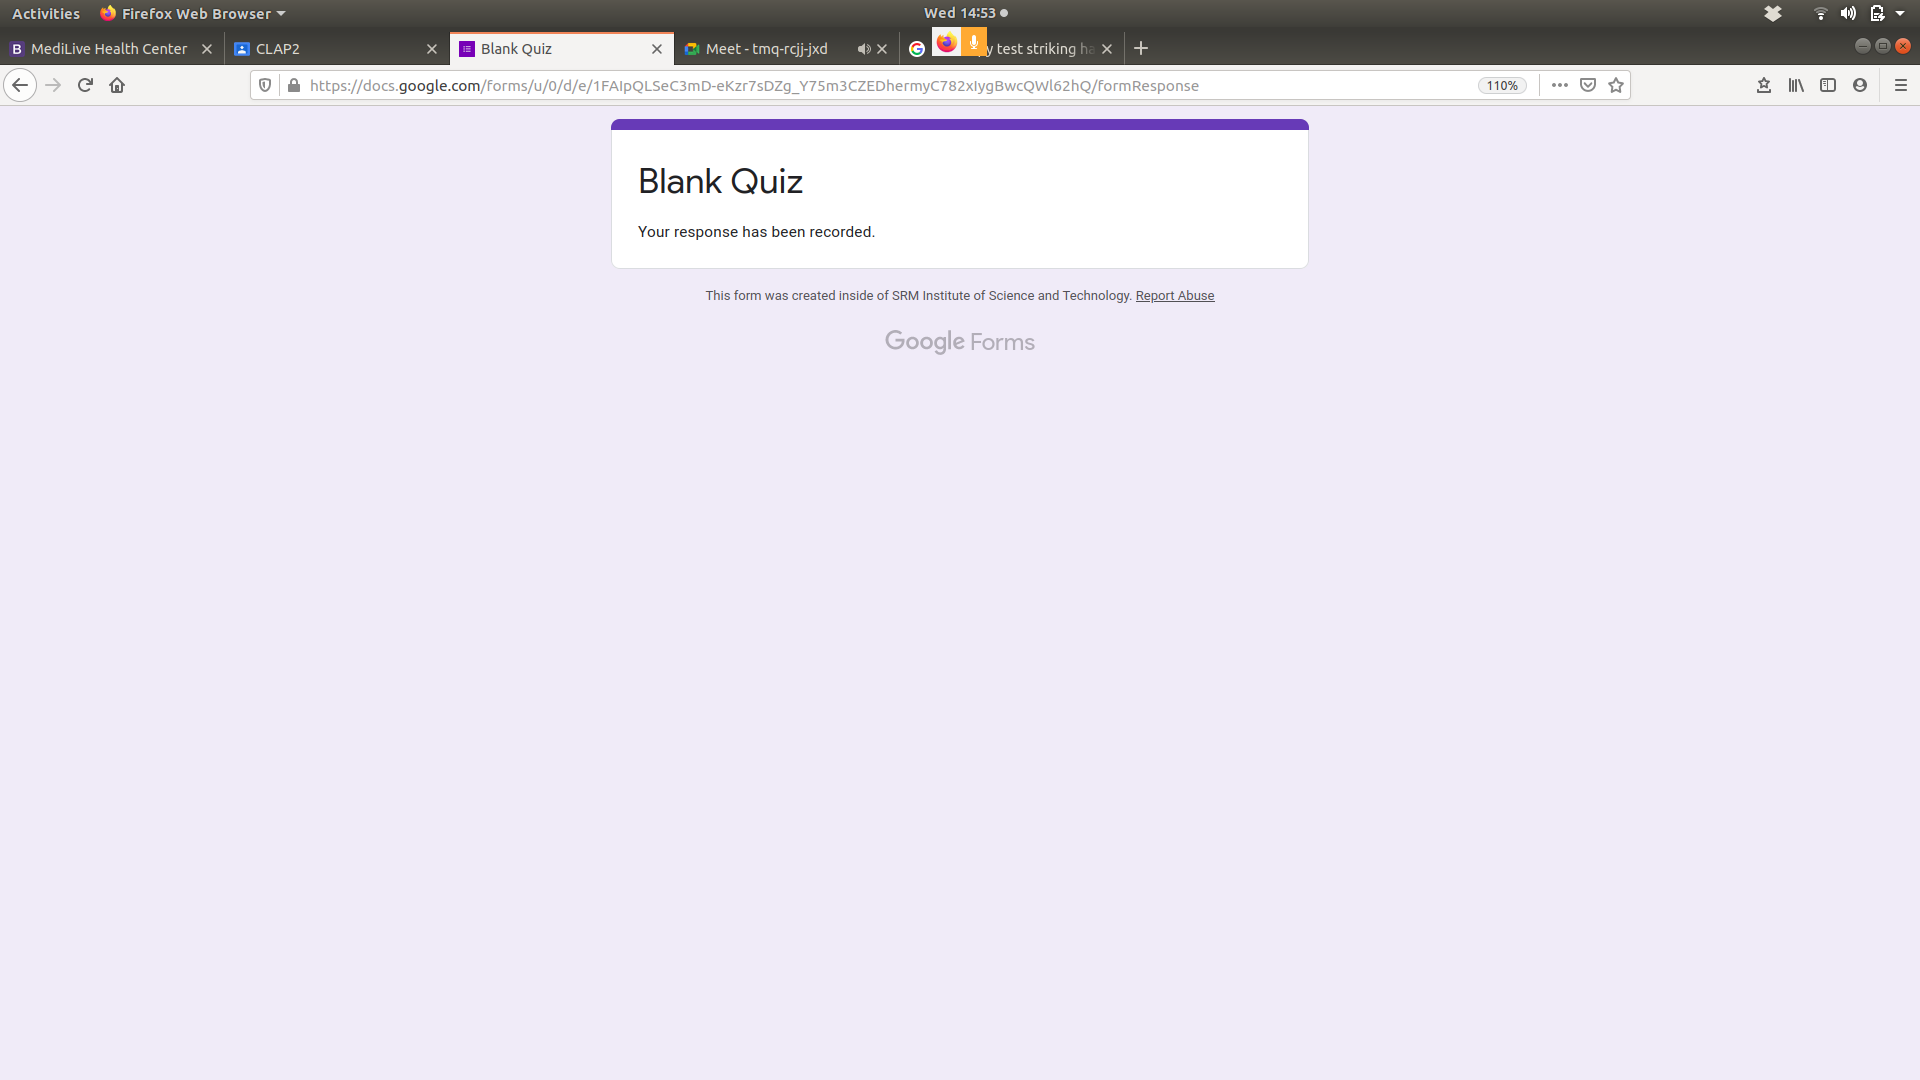 Activities
Firefox Web Browser
Wed 14:53
MediLive Health Center
CLAP2
Blank Quiz
Meet - tmq-rcjj-jxd
y test striking ha
https://docs.google.com/forms/u/0/d/e/1FAIpQLSeC3mD-eKzr7sDZg_Y75m3CZEDhermyC782xIygBwcQWl62hQ/formResponse
110%
Blank Quiz
Your response has been recorded.
This form was created inside of SRM Institute of Science and Technology. Report Abuse
Google Forms